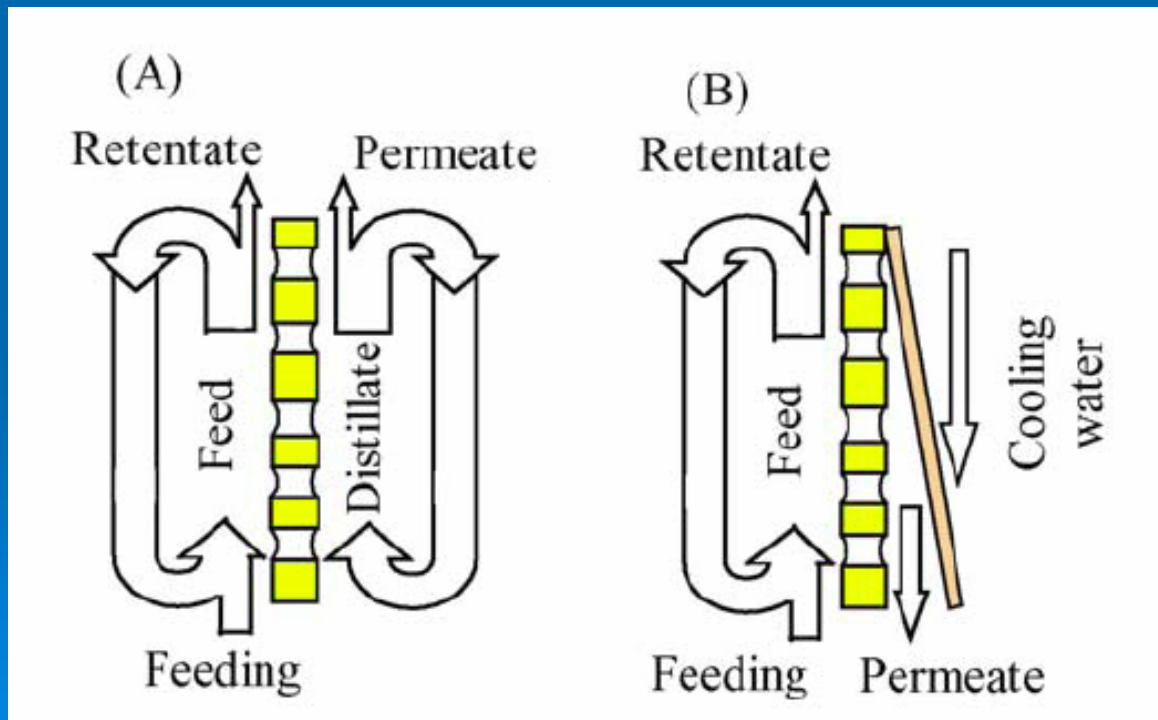 (A)
Retentate
Permeate
Feed
Distillate
Feeding
(B)
Retentate
Feed
Cooling
water
Feeding
Permeate